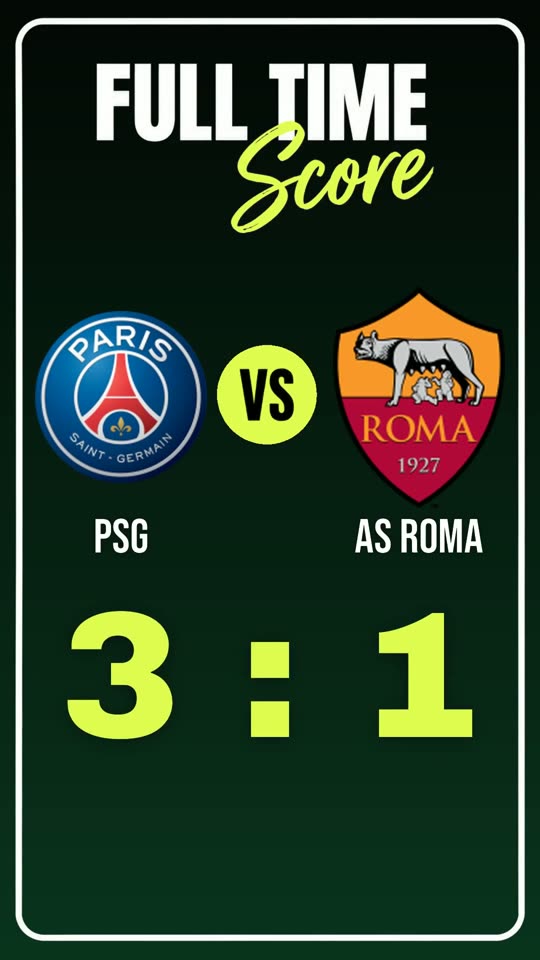 FULL TIME
Score
PARIS
SAINT - GERMAIN
VS
ROMA
1927
PSG
AS ROMA
3 : 1